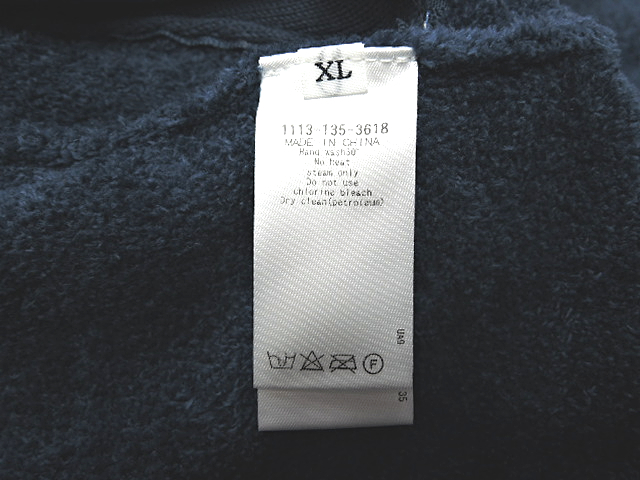 XL
1113-135-3618
MADE IN CHINA
Hand wash30°
No heat
steam only
Do not use
chlorine bleach
Dry clean(petroleum)
UA9
F
35